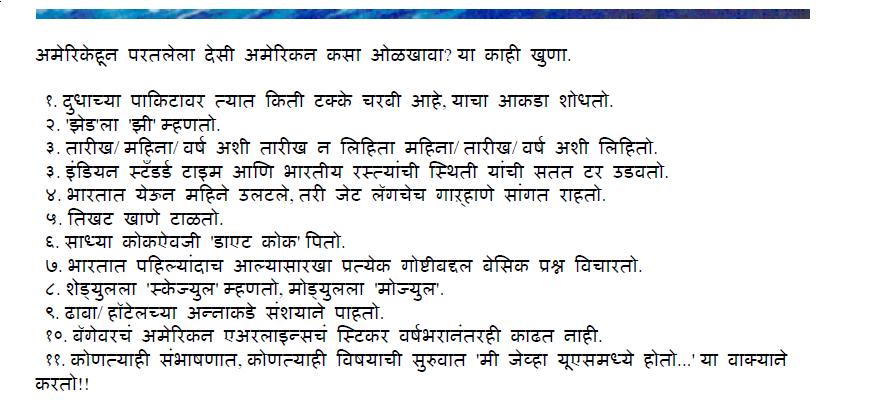 अमेरिकेहून परतलेला देसी अमेरिकन कसा ओळखावा? या काही खुणा.
१. दुधाच्या पाकिटावर त्यात किती टक्के चरबी आहे, याचा आकडा शोधतो.
२. 'झेड'ला 'झी' म्हणतो.
३. तारीख/ महिना/ वर्ष अशी तारीख न लिहिता महिना/ तारीख/ वर्ष अशी लिहितो.
३. इंडियन स्टँडर्ड टाइम आणि भारतीय रस्त्यांची स्थिती यांची सतत टर उडवतो.
४. भारतात येऊन महिने उलटले, तरी जेट लॅगचेच गाऱ्हाणे सांगत राहतो.
५. तिखट खाणे टाळतो.
६. साध्या कोकऐवजी 'डाएट कोक' पितो.
७. भारतात पहिल्यांदाच आल्यासारखा प्रत्येक गोष्टीबद्दल बेसिक प्रश्न विचारतो.
८. शेड्युलला 'स्केज्युल' म्हणतो, मोड्युलला 'मोज्युल'.
९. ढाबा/ हॉटेलच्या अन्नाकडे संशयाने पाहतो.
१०. बॅगेवरचं अमेरिकन एअरलाइन्सचं स्टिकर वर्षभरानंतरही काढत नाही.
११. कोणत्याही संभाषणात, कोणत्याही विषयाची सुरुवात 'मी जेव्हा यूएसमध्ये होतो...' या वाक्याने
करतो!!